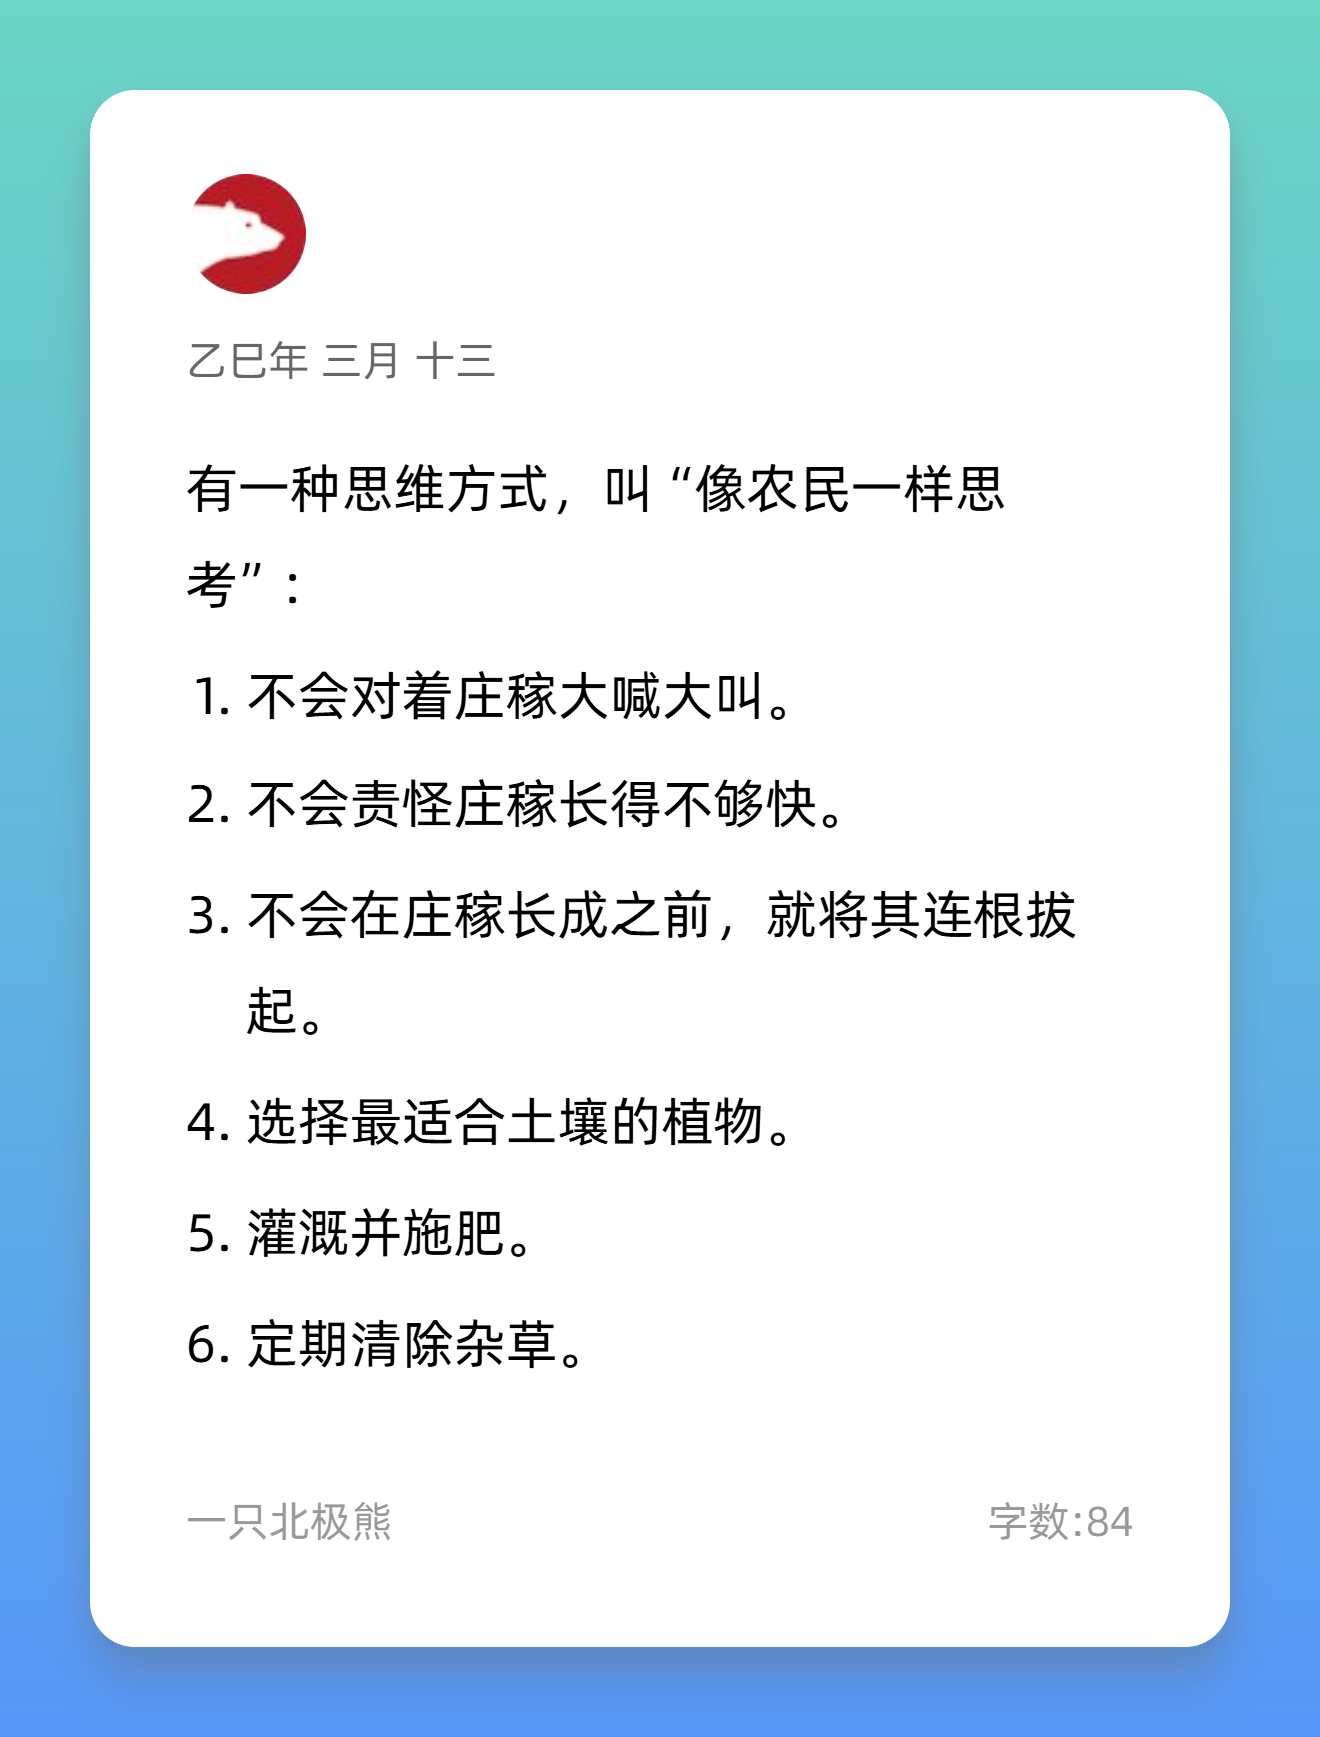 乙巳年 三月 十三
有一种思维方式，叫“像农民一样思
考”：
1. 不会对着庄稼大喊大叫。
2. 不会责怪庄稼长得不够快。
3. 不会在庄稼长成之前，就将其连根拔
起。
4. 选择最适合土壤的植物。
5. 灌溉并施肥。
6. 定期清除杂草。
一只北极熊
字数:84